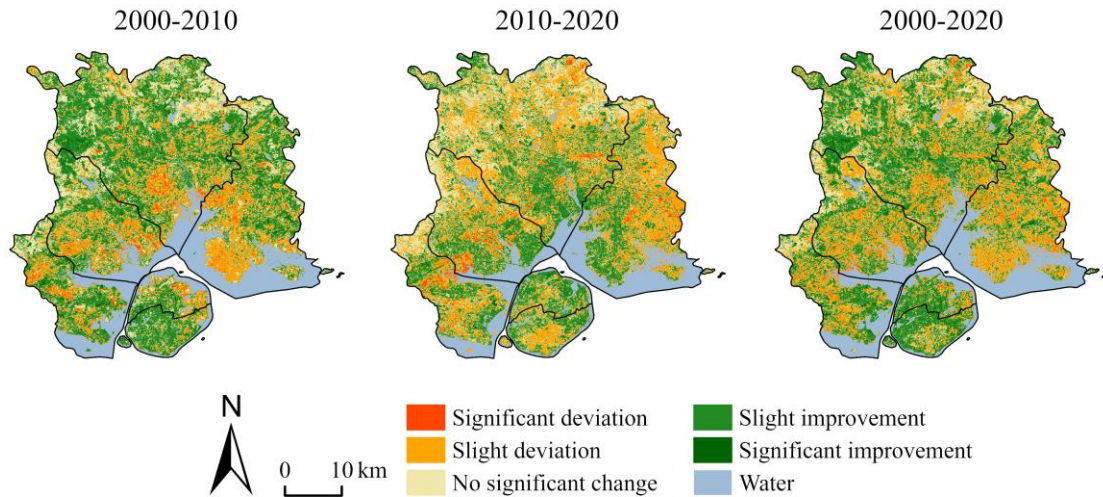 2000-2010
2010-2020
2000-2020
N
0 10 km
Significant deviation
Slight deviation
No significant change
Slight improvement
Significant improvement
Water